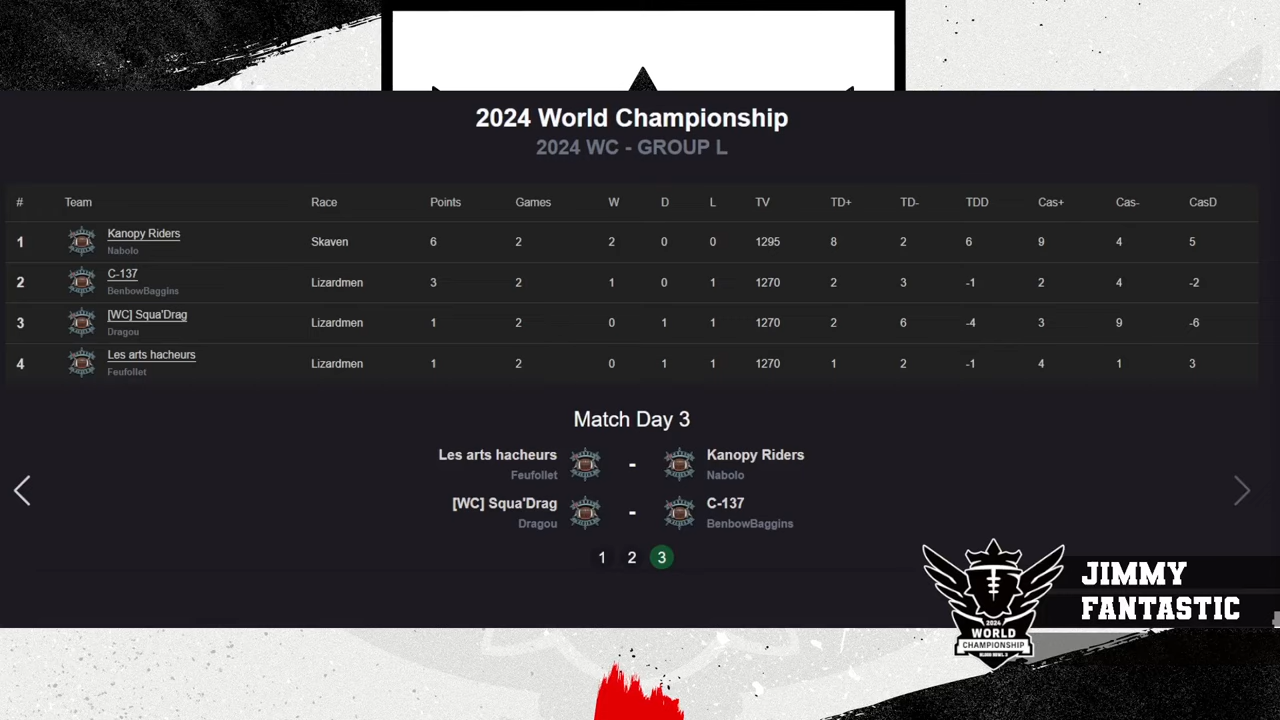 2024 World Championship
2024 WC - GROUP L
# Team Race Points Games W D L TV TD+ TD- TDD Cas+ Cas- CasD
1 Kanopy Riders Skaven 6 2 2 0 0 1295 8 2 6 9 4 5
Nabolo
2 C-137 Lizardmen 3 2 1 0 1 1270 2 3 -1 2 4 -2
BenbowBaggins
3 [WC] Squa'Drag Lizardmen 1 2 0 1 1 1270 2 6 -4 3 9 -6
Dragou
4 Les arts hacheurs Lizardmen 1 2 0 1 1 1270 1 2 -1 4 1 3
Feufollet
Match Day 3
Les arts hacheurs - Kanopy Riders
Feufollet Nabolo
[WC] Squa'Drag - C-137
Dragou BenbowBaggins
1 2 3
JIMMY
FANTASTIC
2024
WORLD
CHAMPIONSHIP
BLOOD BOWL 3